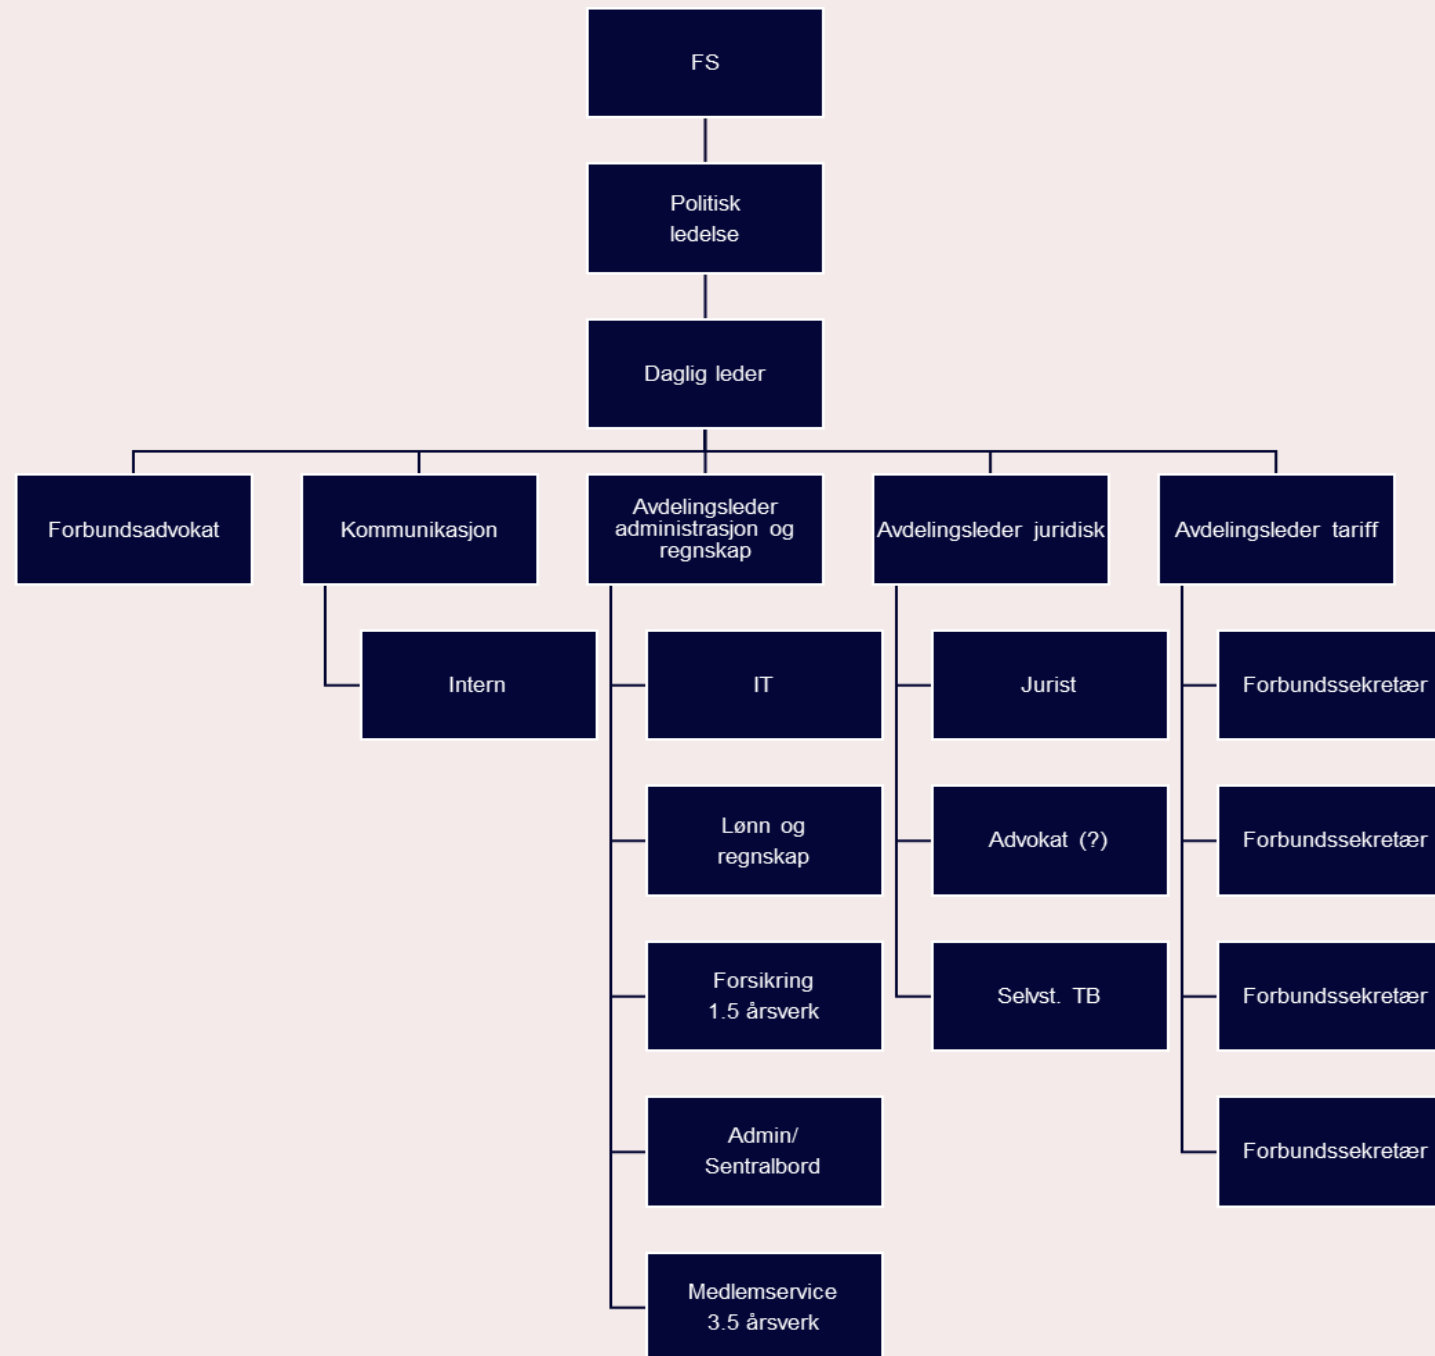 FS
Politisk
ledelse
Daglig leder
Forbundsadvokat
Kommunikasjon
Avdelingsleder
administrasjon og
regnskap
Avdelingsleder juridisk
Avdelingsleder tariff
Intern
IT
Jurist
Forbundssekretær
Lønn og
regnskap
Advokat (?)
Forbundssekretær
Forsikring
1.5 årsverk
Selvst. TB
Forbundssekretær
Admin/
Sentralbord
Forbundssekretær
Medlemservice
3.5 årsverk